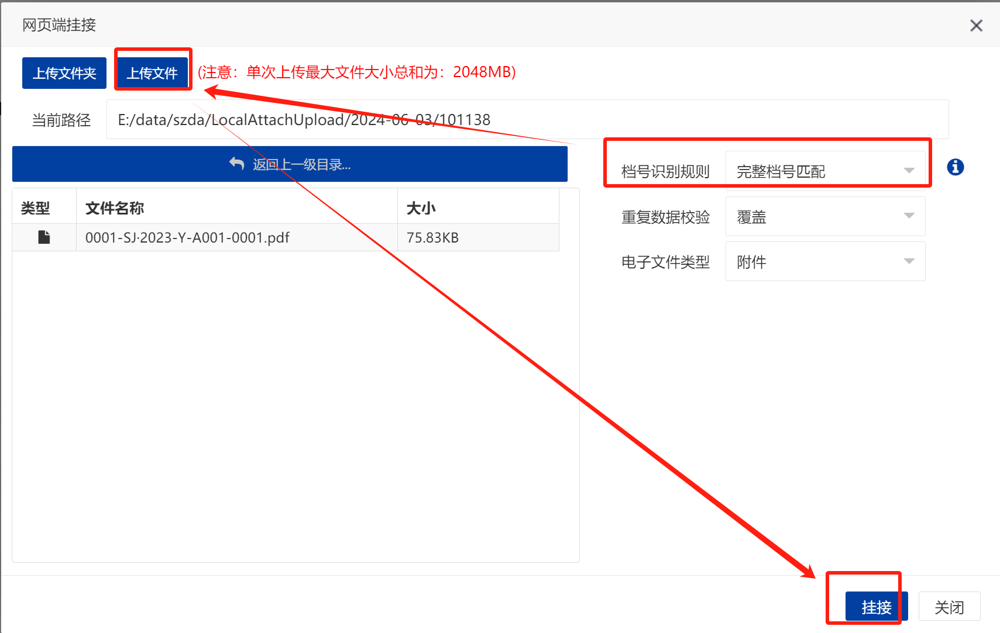 网页端挂接
上传文件夹 上传文件 (注意：单次上传最大文件大小总和为：2048MB)
当前路径 E:/data/szda/LocalAttachUpload/2024-06-03/101138
返回上一级目录...
档号识别规则 完整档号匹配
重复数据校验 覆盖
电子文件类型 附件
类型 文件名称 大小
0001-SJ·2023-Y-A001-0001.pdf 75.83KB
挂接 关闭